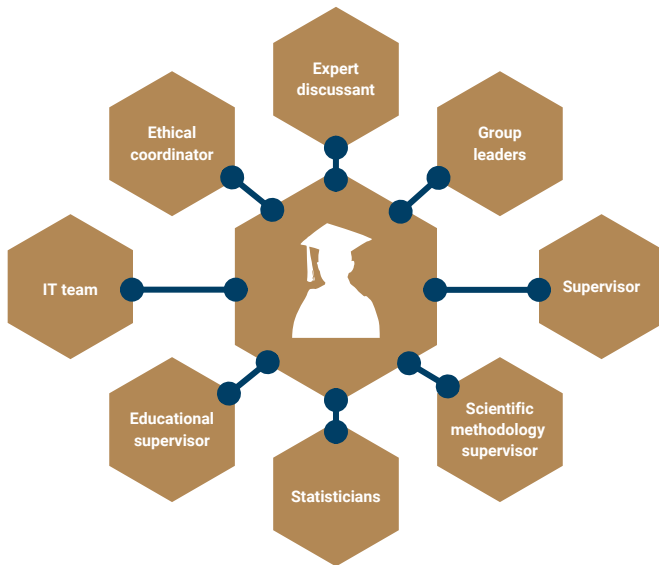 Expert
discussant
Ethical
coordinator
Group
leaders
IT team
Supervisor
Educational
supervisor
Scientific
methodology
supervisor
Statisticians